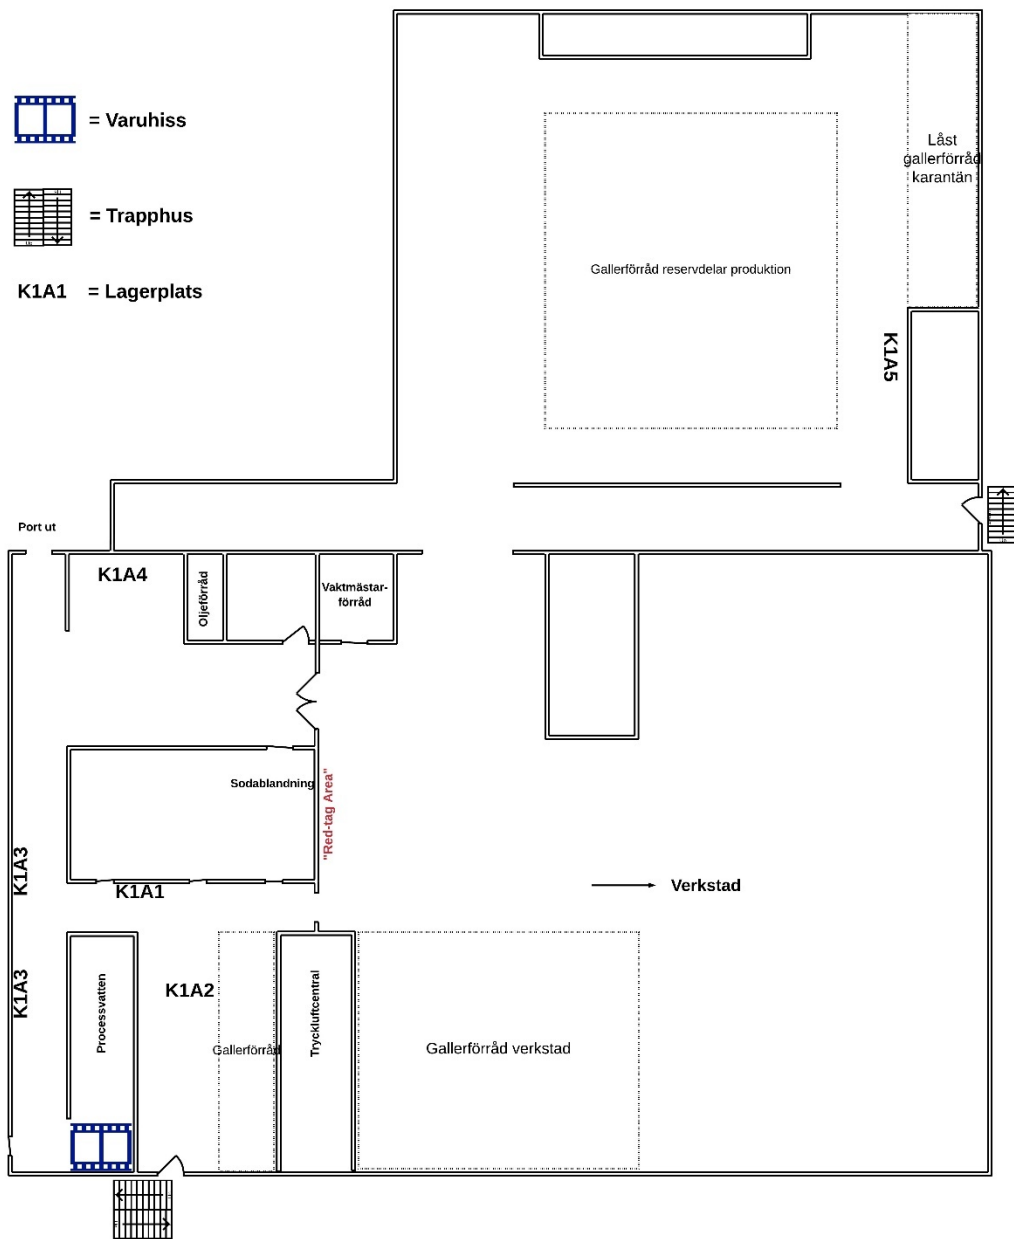 = Varuhiss
= Trapphus
K1A1 = Lagerplats
Låst
gallerförråd
karantän
Gallerförråd reservdelar produktion
K1A5
Port ut
K1A4
Oljeförråd
Vaktmästar-
förråd
Sodablandning
"Red-tag Area"
K1A3
K1A1
Verkstad
K1A3
Processvatten
K1A2
Gallerförråd
Tryckluftcentral
Gallerförråd verkstad